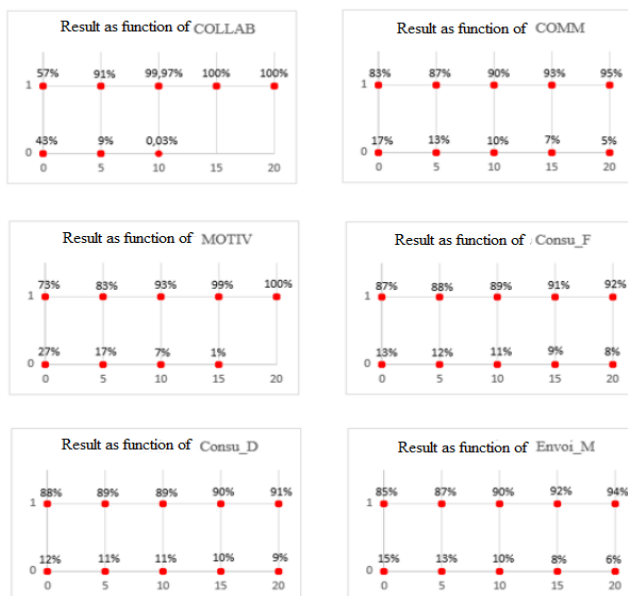 Result as function of COLLAB
57% 91% 99,97% 100% 100%
1
43% 9% 0,03%
0
0 5 10 15 20
Result as function of COMM
83% 87% 90% 93% 95%
1
17% 13% 10% 7% 5%
0
0 5 10 15 20
Result as function of MOTIV
73% 83% 93% 99% 100%
1
27% 17% 7% 1%
0
0 5 10 15 20
Result as function of Consu_F
87% 88% 89% 91% 92%
1
13% 12% 11% 9% 8%
0
0 5 10 15 20
Result as function of Consu_D
88% 89% 89% 90% 91%
1
12% 11% 11% 10% 9%
0
0 5 10 15 20
Result as function of Envoi_M
85% 87% 90% 92% 94%
1
15% 13% 10% 8% 6%
0
0 5 10 15 20